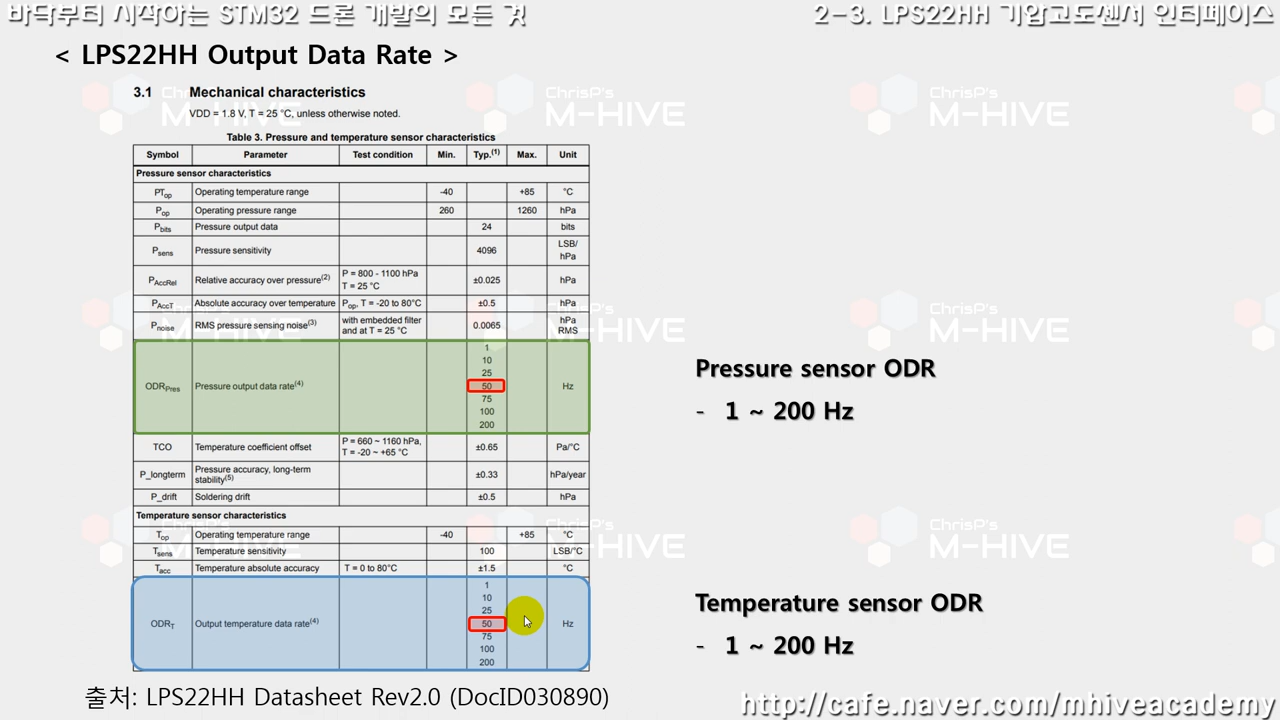 바닥부터 시작하는 STM32 드론 개발의 모든 것
2-3. LPS22HH 기압고도센서 인터페이스
< LPS22HH Output Data Rate >
3.1 Mechanical characteristics
VDD = 1.8 V, T = 25 °C, unless otherwise noted.
Table 3. Pressure and temperature sensor characteristics
Symbol Parameter Test condition Min. Typ.(1) Max. Unit
Pressure sensor characteristics
PTop Operating temperature range -40 +85 °C
Pop Operating pressure range 260 1260 hPa
Pbits Pressure output data 24 bits
Psens Pressure sensitivity 4096 LSB/
hPa
PAccRel Relative accuracy over pressure(2) P = 800 - 1100 hPa
T = 25 °C ±0.025 hPa
PAccT Absolute accuracy over temperature Pop, T = -20 to 80°C ±0.5 hPa
Pnoise RMS pressure sensing noise(3) with embedded filter
and at T = 25 °C 0.0065 hPa
RMS
ODRPres Pressure output data rate(4) 1
10
25
50
75
100
200 Hz
TCO Temperature coefficient offset P = 660 ~ 1160 hPa,
T = -20 ~ +65 °C ±0.65 Pa/°C
P_longterm Pressure accuracy, long-term
stability(5) ±0.33 hPa/year
P_drift Soldering drift ±0.5 hPa
Temperature sensor characteristics
Top Operating temperature range -40 +85 °C
Tsens Temperature sensitivity 100 LSB/°C
Tacc Temperature absolute accuracy T = 0 to 80°C ±1.5 °C
ODRT Output temperature data rate(4) 1
10
25
50
75
100
200 Hz
Pressure sensor ODR
- 1 ~ 200 Hz
Temperature sensor ODR
- 1 ~ 200 Hz
출처: LPS22HH Datasheet Rev2.0 (DocID030890)
http://cafe.naver.com/mhiveacademy
ChrisP's
M-HIVE
ChrisP's
M-HIVE
ChrisP's
M-HIVE